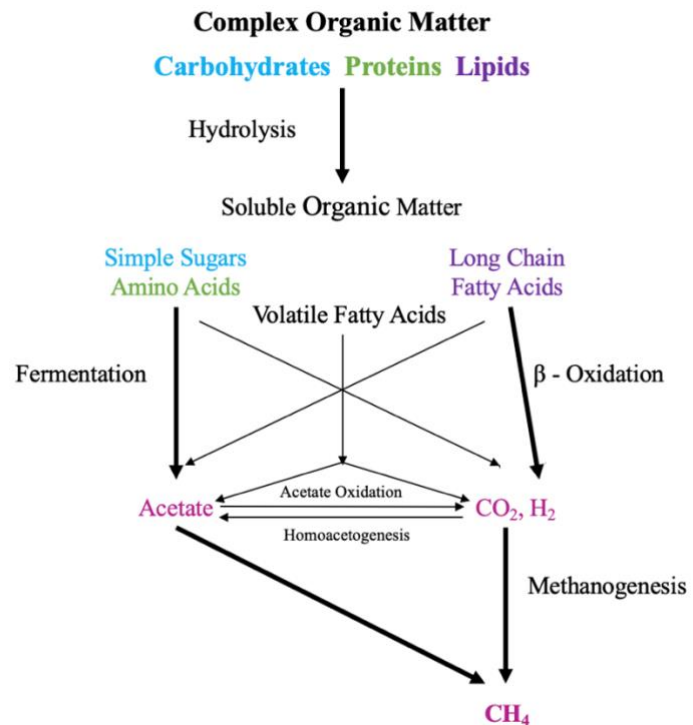 Complex Organic Matter
Carbohydrates Proteins Lipids
Hydrolysis
Soluble Organic Matter
Simple Sugars
Amino Acids
Long Chain
Fatty Acids
Volatile Fatty Acids
Fermentation
β - Oxidation
Acetate
Acetate Oxidation
Homoacetogenesis
CO₂, H₂
Methanogenesis
CH₄